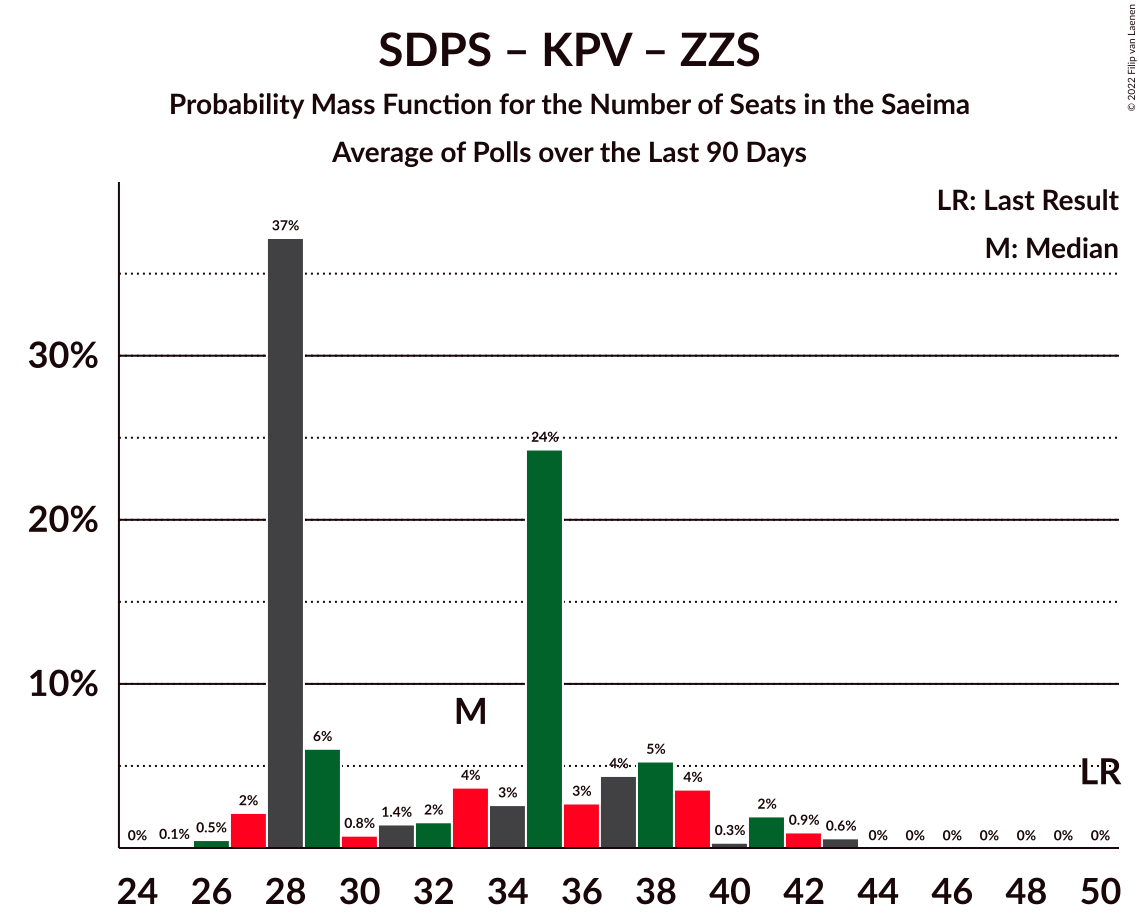 SDPS – KPV – ZZS
Probability Mass Function for the Number of Seats in the Saeima
Average of Polls over the Last 90 Days
© 2022 Filip van Laenen
LR: Last Result
M: Median
37%
30%
24%
20%
10%
M
6%
5%
4%
4%
4%
LR
3%
3%
2%
2%
2%
1.4%
0.9%
0.8%
0.6%
0.5%
0.3%
0.1%
0%
0% 0% 0% 0% 0% 0% 0%
24 26 28 30 32 34 36 38 40 42 44 46 48 50